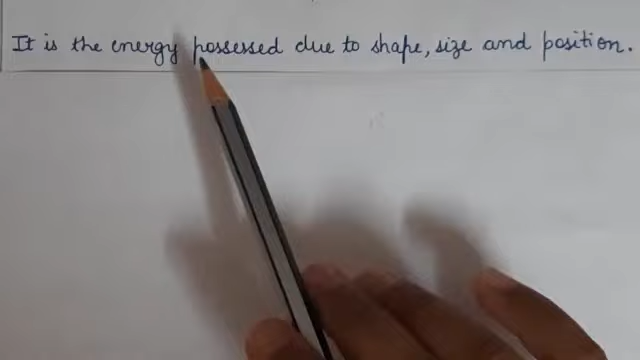 It is the energy possessed due to shape, size and position.